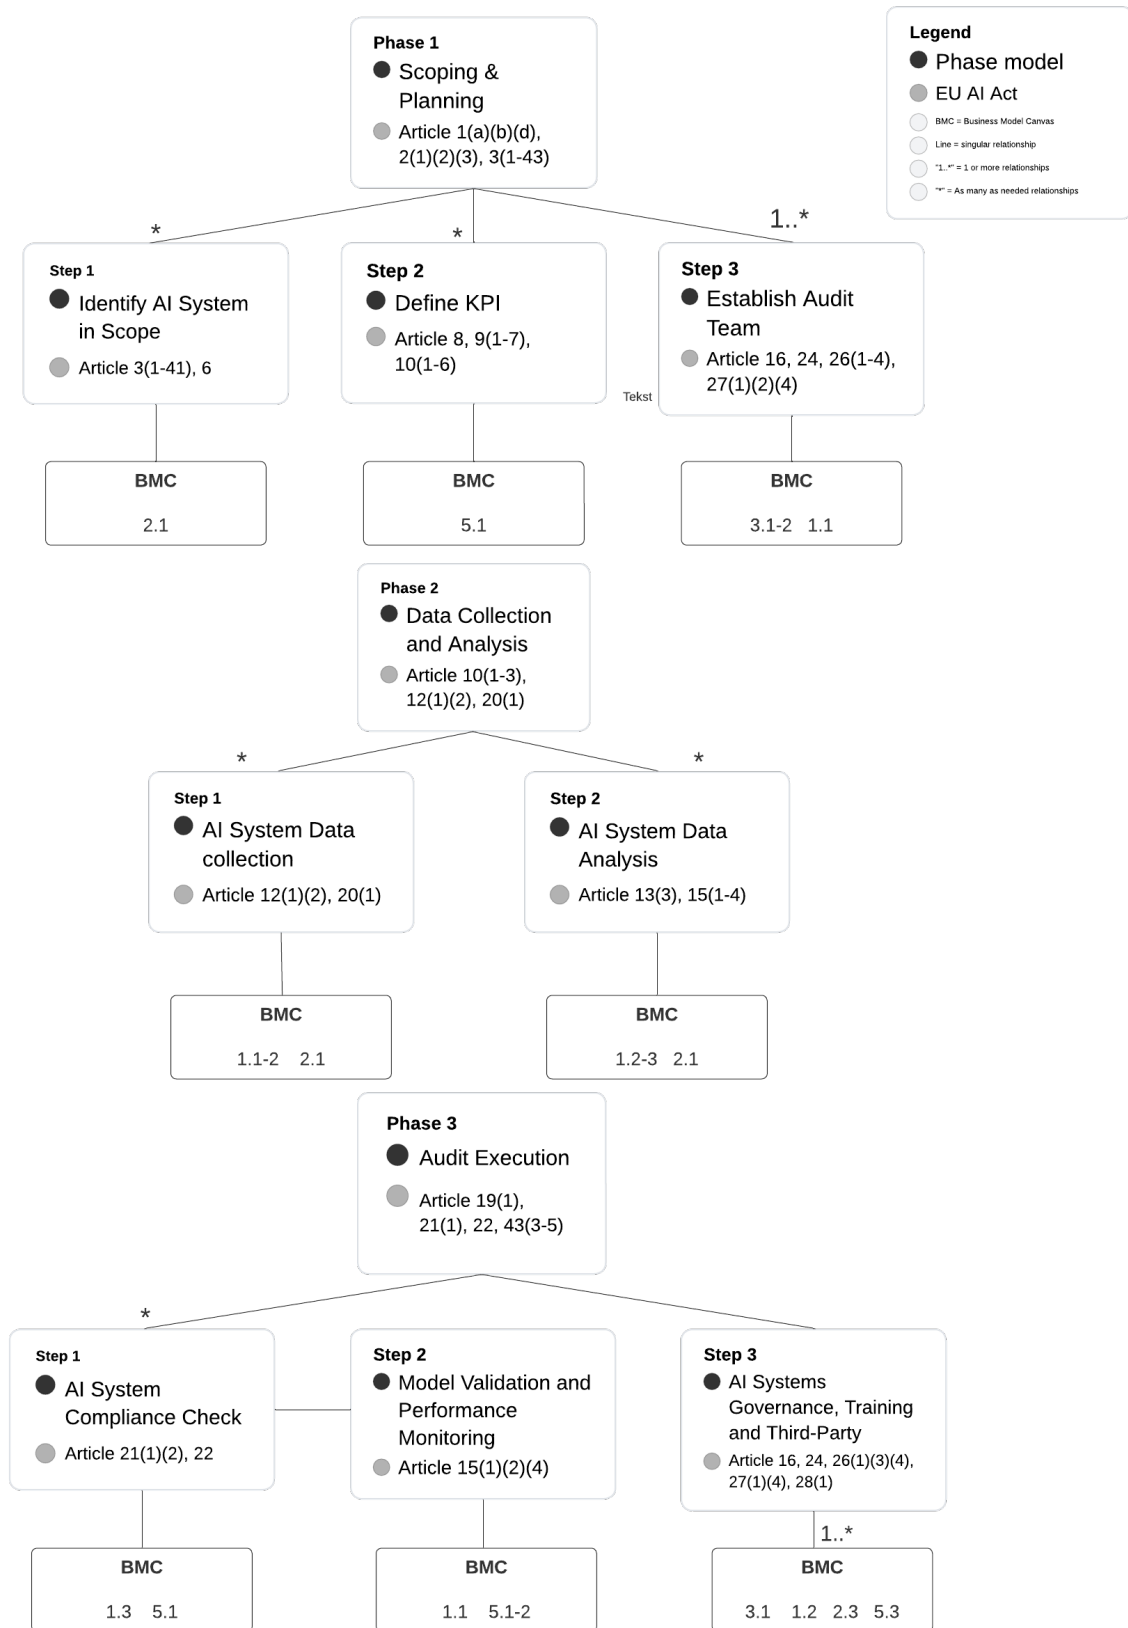 Phase 1
Scoping &
Planning
Article 1(a)(b)(d),
2(1)(2)(3), 3(1-43)
Legend
Phase model
EU AI Act
BMC = Business Model Canvas
Line = singular relationship
"1..*" = 1 or more relationships
"*" = As many as needed relationships
*
*
1..*
Step 1
Identify AI System
in Scope
Article 3(1-41), 6
Step 2
Define KPI
Article 8, 9(1-7),
10(1-6)
Step 3
Establish Audit
Team
Article 16, 24, 26(1-4),
27(1)(2)(4)
Tekst
BMC
2.1
BMC
5.1
BMC
3.1-2 1.1
Phase 2
Data Collection
and Analysis
Article 10(1-3),
12(1)(2), 20(1)
*
*
Step 1
AI System Data
collection
Article 12(1)(2), 20(1)
Step 2
AI System Data
Analysis
Article 13(3), 15(1-4)
BMC
1.1-2 2.1
BMC
1.2-3 2.1
Phase 3
Audit Execution
Article 19(1),
21(1), 22, 43(3-5)
*
Step 1
AI System
Compliance Check
Article 21(1)(2), 22
Step 2
Model Validation and
Performance
Monitoring
Article 15(1)(2)(4)
Step 3
AI Systems
Governance, Training
and Third-Party
Article 16, 24, 26(1)(3)(4),
27(1)(4), 28(1)
1..*
BMC
1.3 5.1
BMC
1.1 5.1-2
BMC
3.1 1.2 2.3 5.3